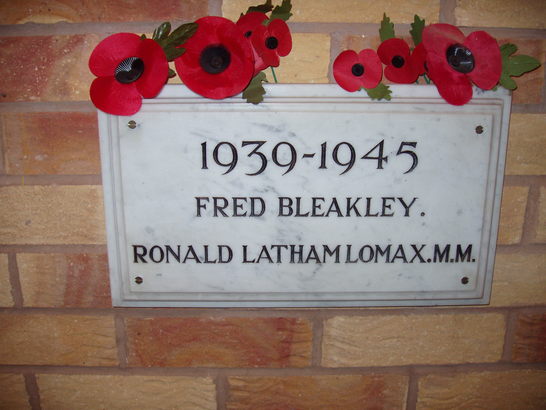 1939-1945
FRED BLEAKLEY.
RONALD LATHAM LOMAX.M.M.